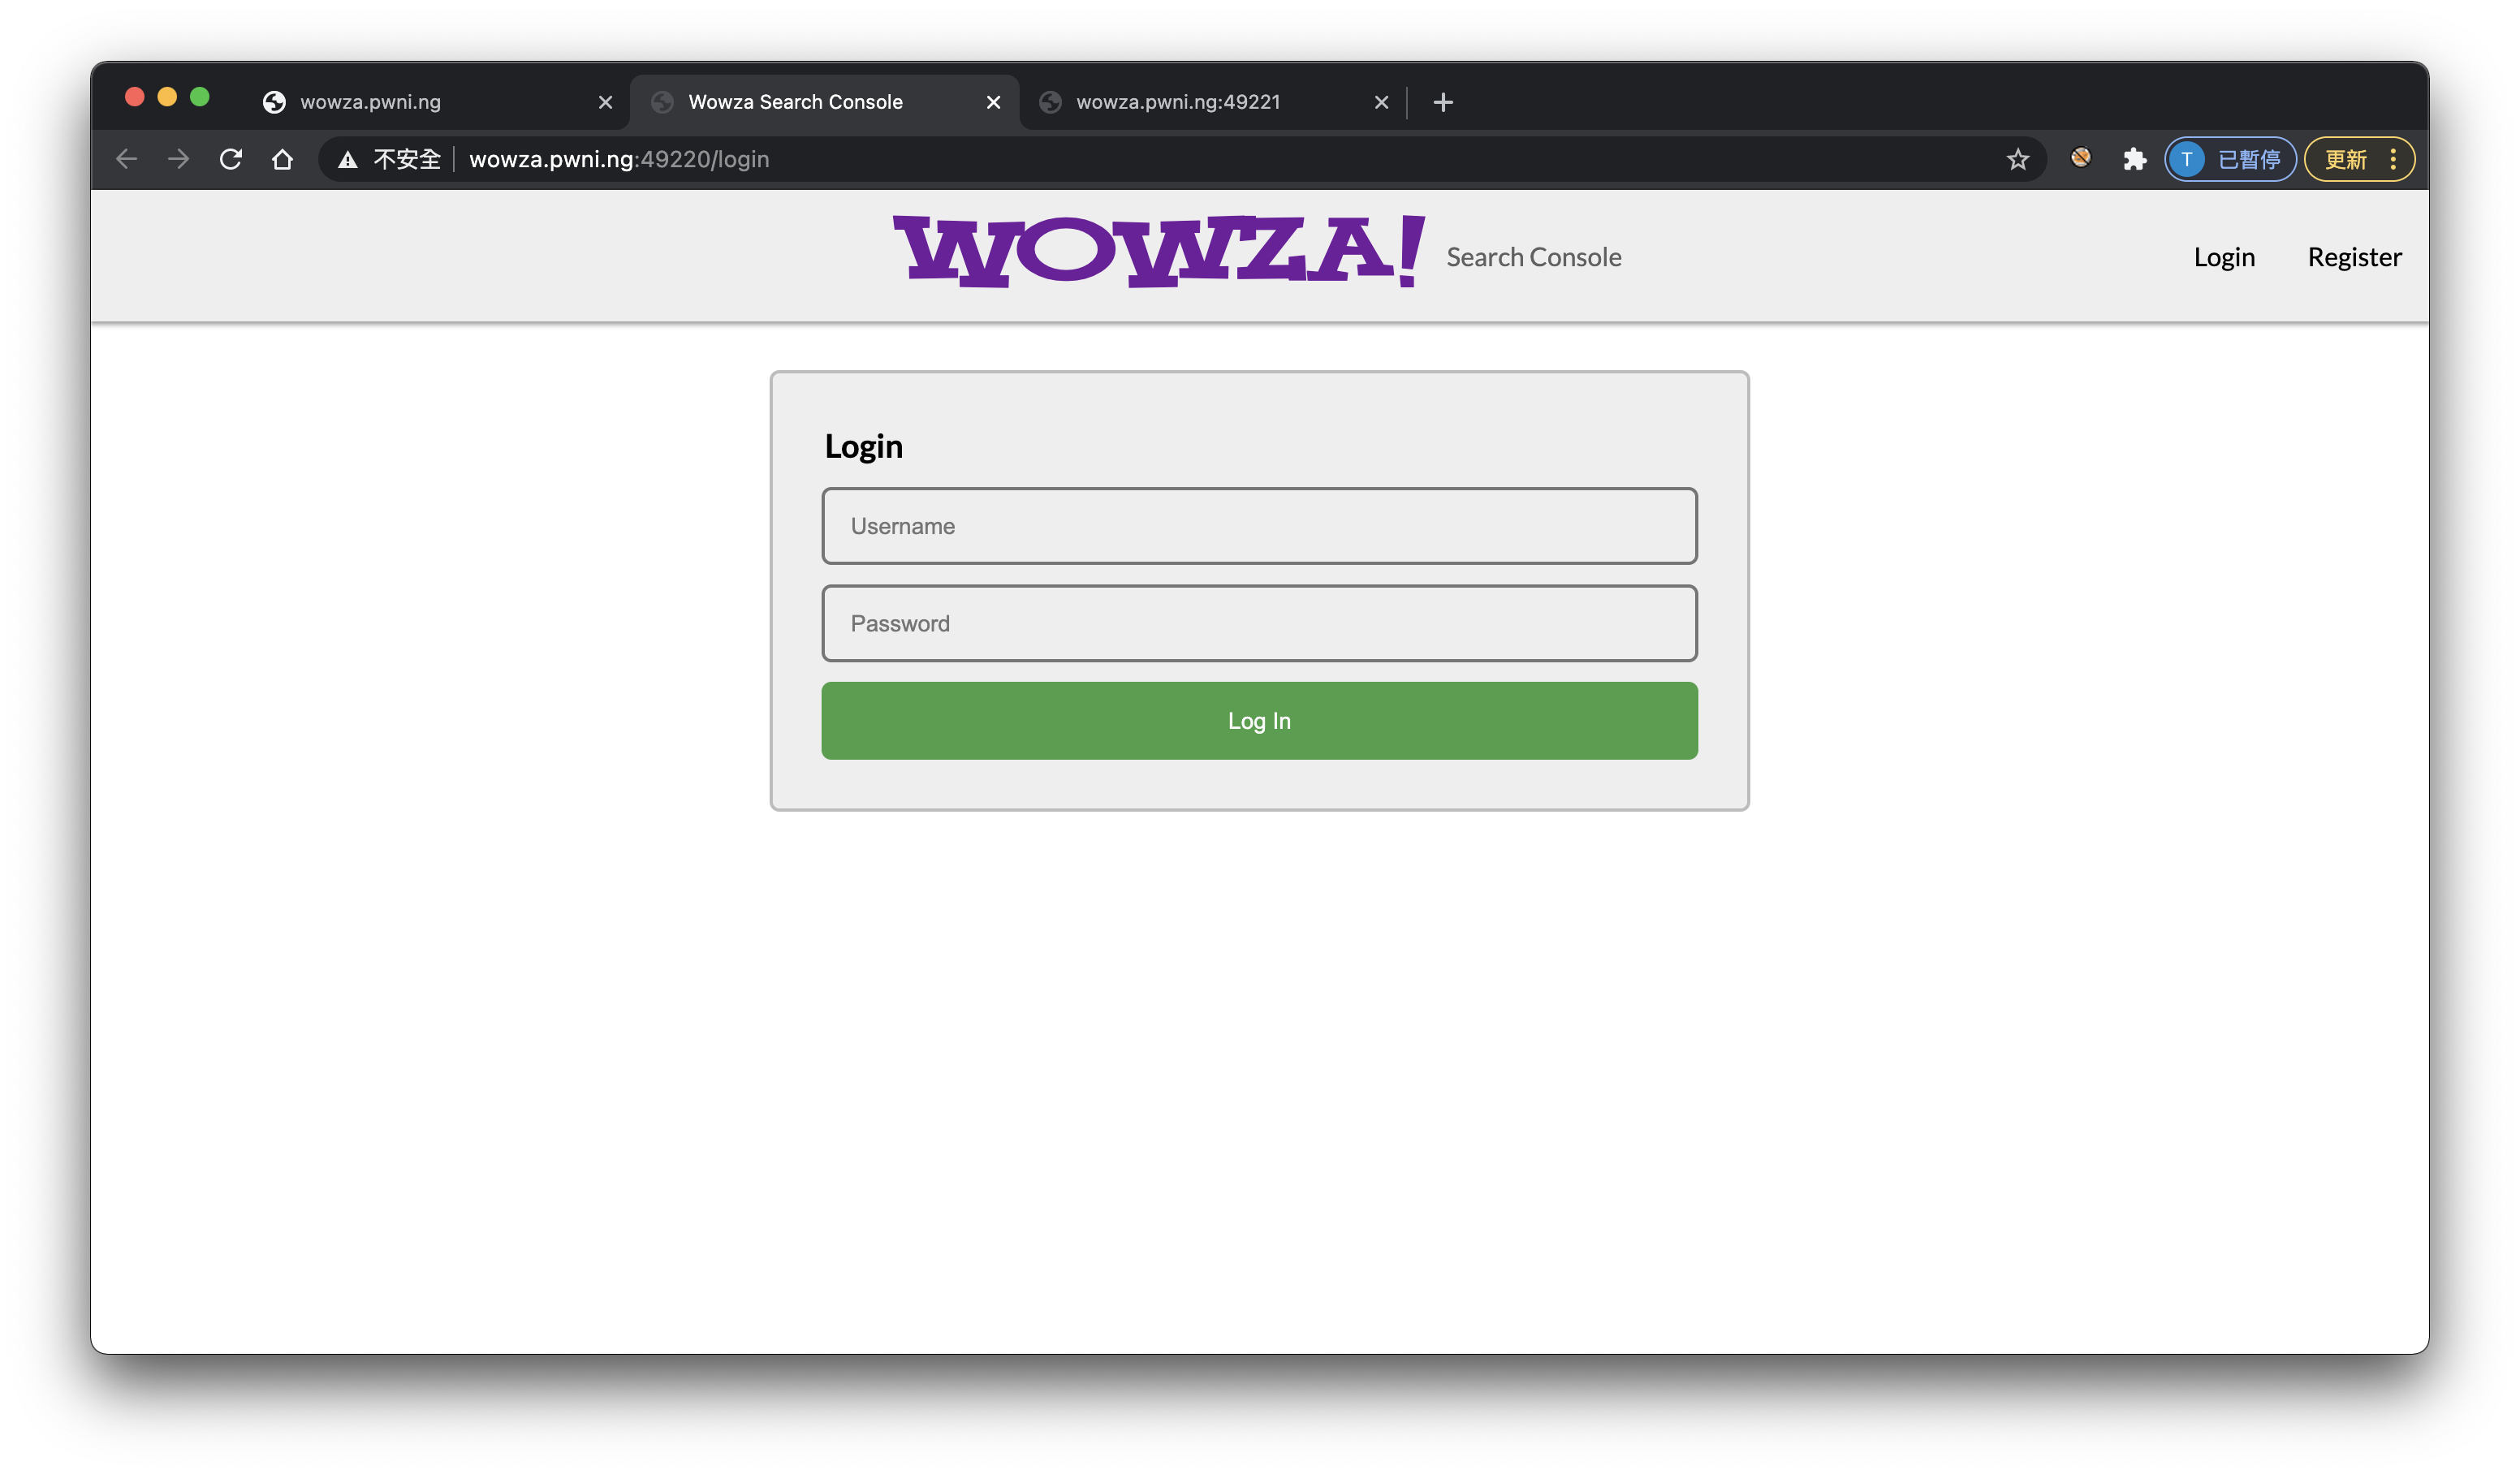 wowza.pwni.ng
Wowza Search Console
wowza.pwni.ng:49221
不安全
wowza.pwni.ng:49220/login
T 已暫停
更新
WOWZA!
Search Console
Login
Register
Login
Username
Password
Log In